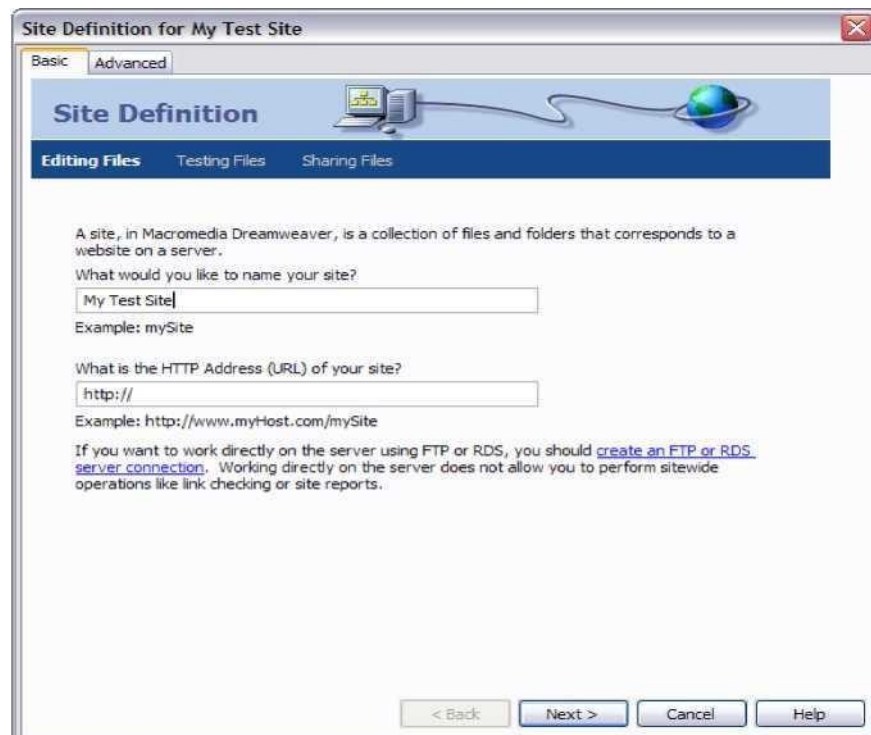 Site Definition for My Test Site
Basic Advanced
Site Definition
Editing Files Testing Files Sharing Files
A site, in Macromedia Dreamweaver, is a collection of files and folders that corresponds to a
website on a server.
What would you like to name your site?
My Test Site
Example: mySite
What is the HTTP Address (URL) of your site?
http://
Example: http://www.myHost.com/mySite
If you want to work directly on the server using FTP or RDS, you should create an FTP or RDS
server connection. Working directly on the server does not allow you to perform sitewide
operations like link checking or site reports.
< Back Next > Cancel Help